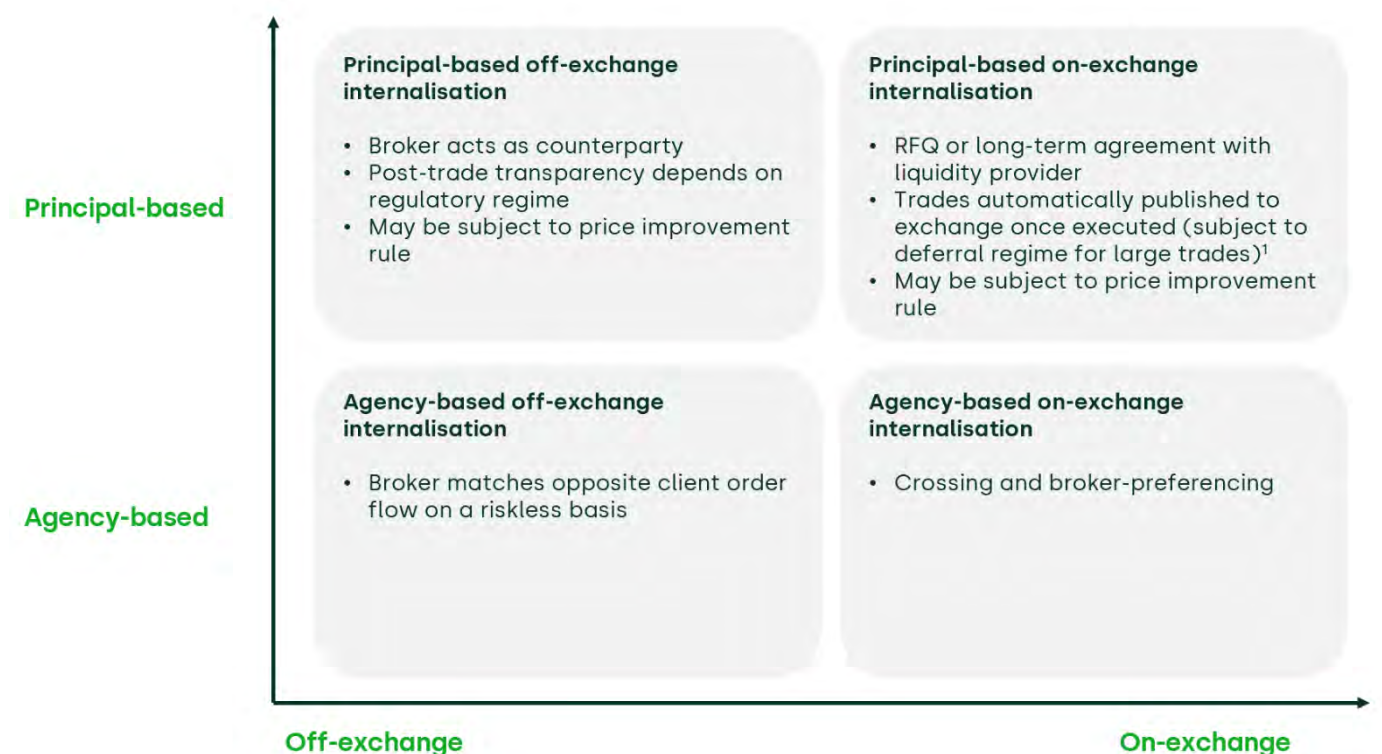 Principal-based off-exchange
internalisation
• Broker acts as counterparty
• Post-trade transparency depends on
regulatory regime
• May be subject to price improvement
rule
Principal-based on-exchange
internalisation
• RFQ or long-term agreement with
liquidity provider
• Trades automatically published to
exchange once executed (subject to
deferral regime for large trades)¹
• May be subject to price improvement
rule
Principal-based
Agency-based off-exchange
internalisation
• Broker matches opposite client order
flow on a riskless basis
Agency-based on-exchange
internalisation
• Crossing and broker-preferencing
Agency-based
Off-exchange
On-exchange